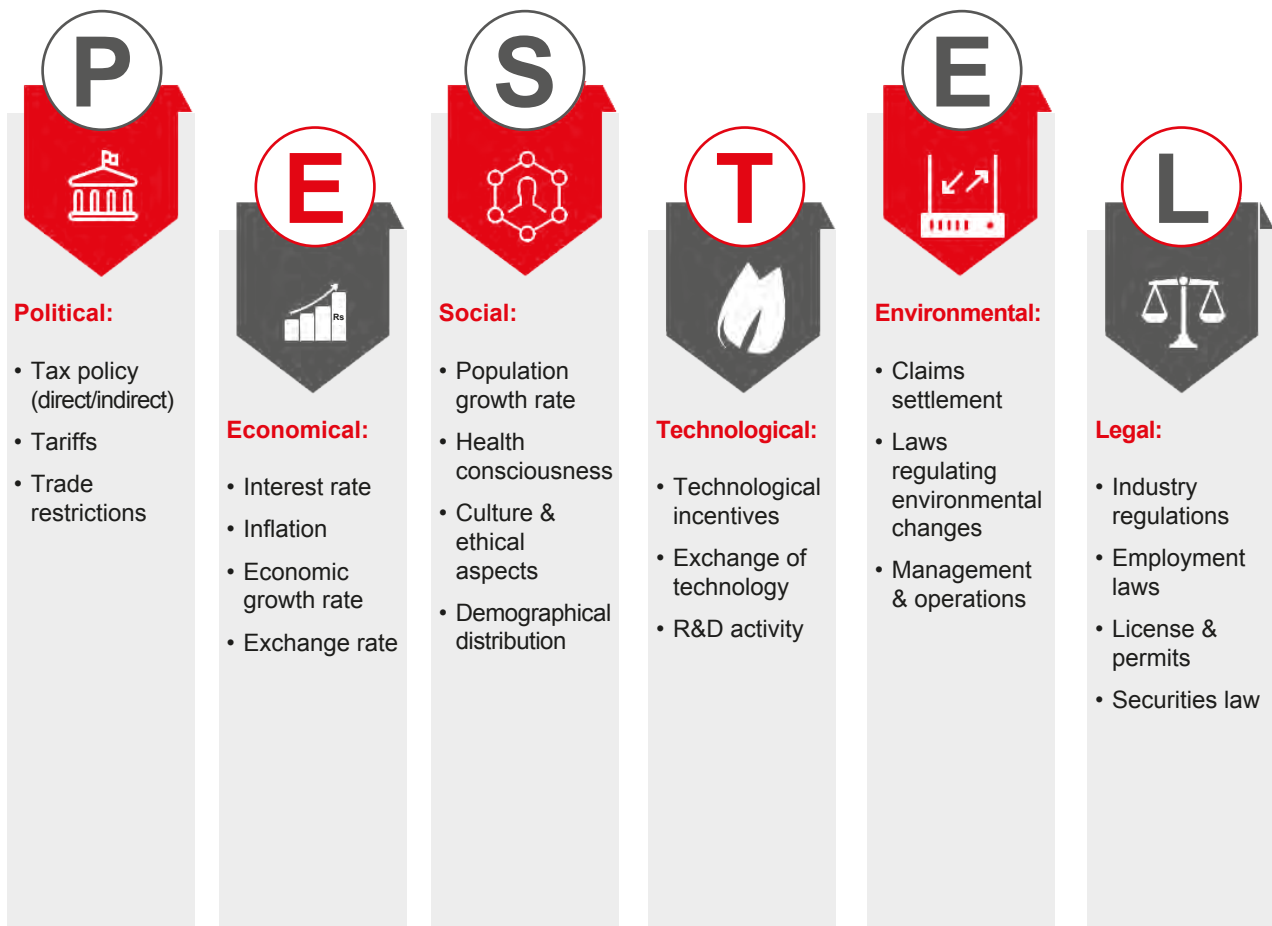 P
Political:
• Tax policy
(direct/indirect)
• Tariffs
• Trade
restrictions
E
Rs
Economical:
• Interest rate
• Inflation
• Economic
growth rate
• Exchange rate
S
Social:
• Population
growth rate
• Health
consciousness
• Culture &
ethical
aspects
• Demographical
distribution
T
Technological:
• Technological
incentives
• Exchange of
technology
• R&D activity
E
Environmental:
• Claims
settlement
• Laws
regulating
environmental
changes
• Management
& operations
L
Legal:
• Industry
regulations
• Employment
laws
• License &
permits
• Securities law